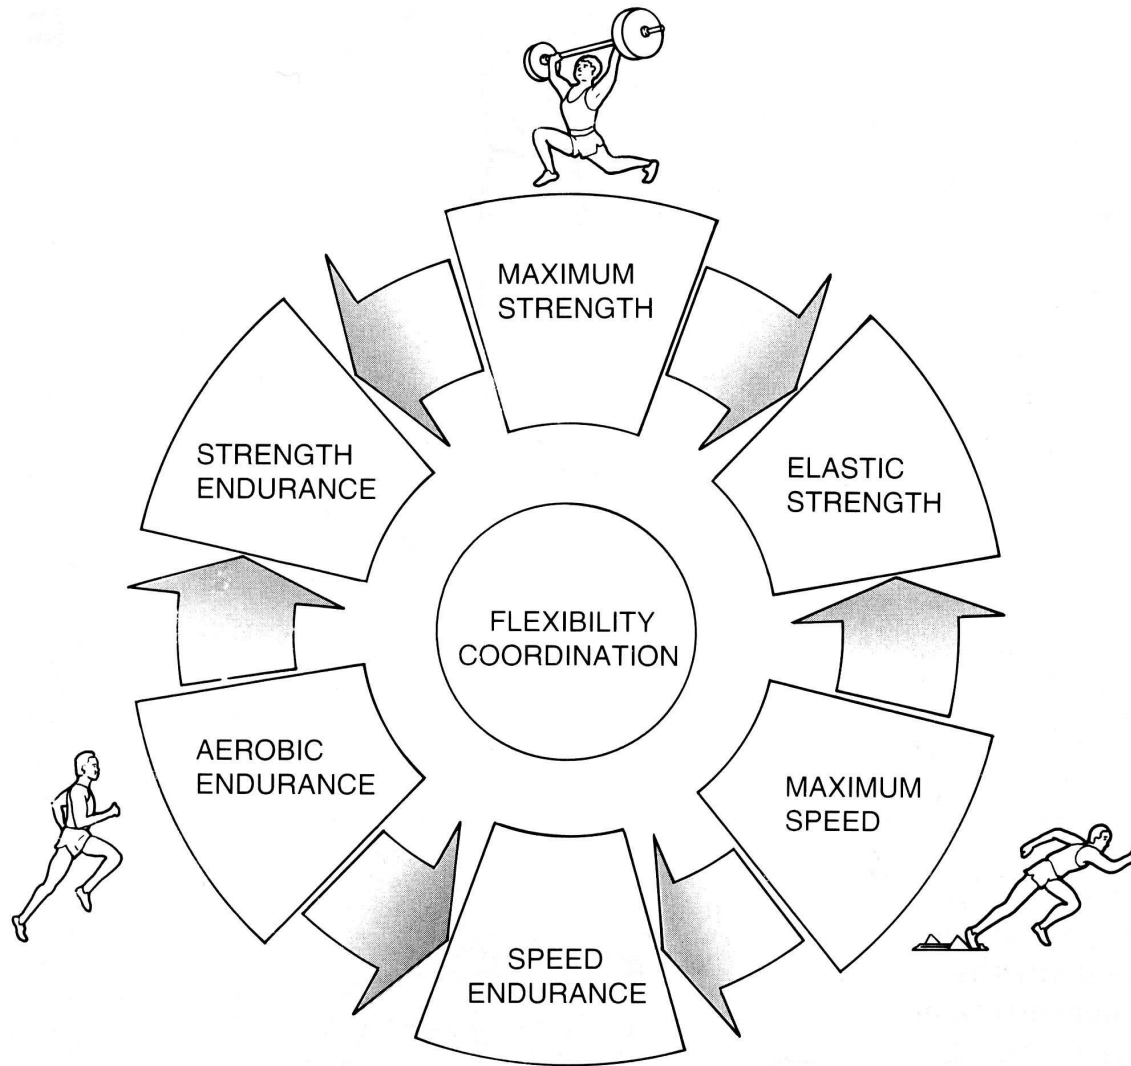 MAXIMUM
STRENGTH
STRENGTH
ENDURANCE
ELASTIC
STRENGTH
FLEXIBILITY
COORDINATION
AEROBIC
ENDURANCE
MAXIMUM
SPEED
SPEED
ENDURANCE